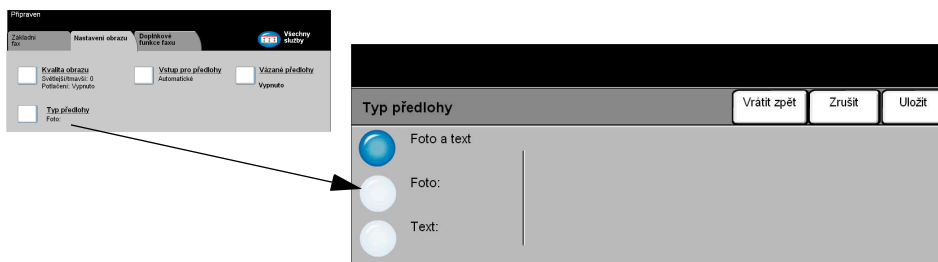 Připraven
Základní fax
Nastavení obrazu
Doplňkové funkce faxu
Všechny služby
Kvalita obrazu
Světlejší/tmavší: 0
Potlačení: Vypnuto
Vstup pro předlohy
Automatické
Vázané předlohy
Vypnuto
Typ předlohy
Foto:
Typ předlohy
Vrátit zpět
Zrušit
Uložit
Foto a text
Foto:
Text: